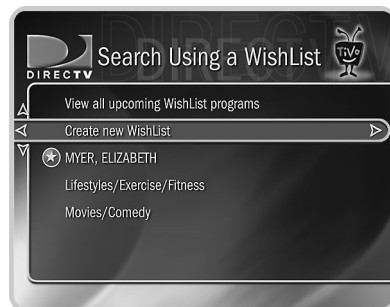 DIRECTV
DIRECTV
Search Using a WishList
TiVo
View all upcoming WishList programs
Create new WishList
MYER, ELIZABETH
Lifestyles/Exercise/Fitness
Movies/Comedy